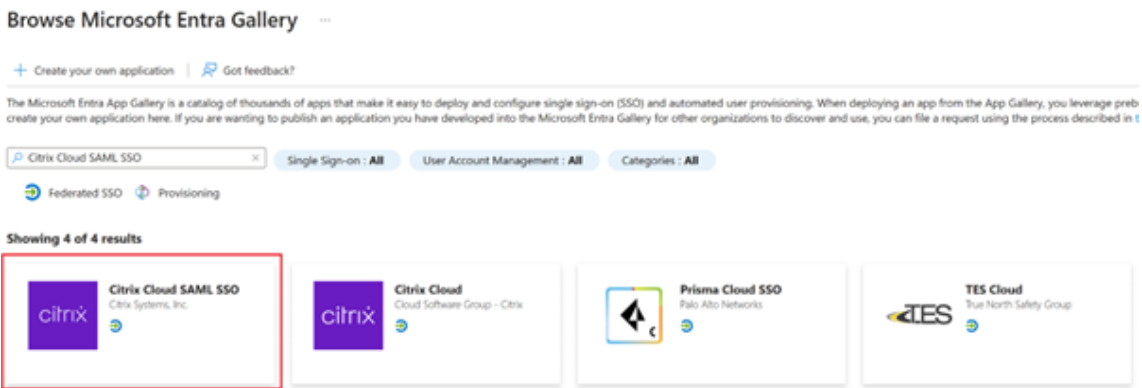 Browse Microsoft Entra Gallery ...
+ Create your own application | Got feedback?
The Microsoft Entra App Gallery is a catalog of thousands of apps that make it easy to deploy and configure single sign-on (SSO) and automated user provisioning. When deploying an app from the App Gallery, you leverage preb
create your own application here. If you are wanting to publish an application you have developed into the Microsoft Entra Gallery for other organizations to discover and use, you can file a request using the process described in t
Citrix Cloud SAML SSO × Single Sign-on : All User Account Management : All Categories : All
Federated SSO Provisioning
Showing 4 of 4 results
citrix
Citrix Cloud SAML SSO
Citrix Systems, Inc.
citrix
Citrix Cloud
Cloud Software Group - Citrix
C
Prisma Cloud SSO
Palo Alto Networks
TES
TES Cloud
True North Safety Group